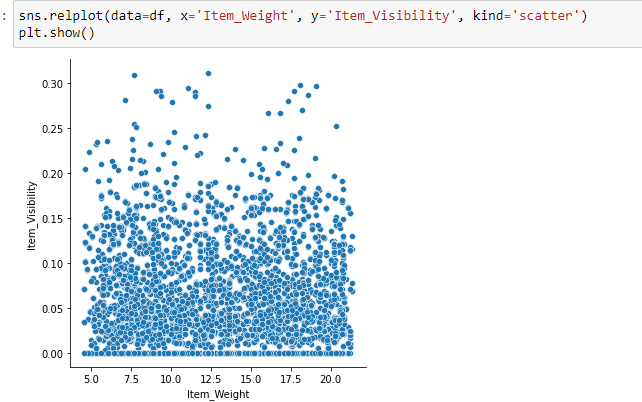 : sns.relplot(data=df, x='Item_Weight', y='Item_Visibility', kind='scatter')
plt.show()
0.30
0.25
0.20
0.15
0.10
0.05
0.00
Item_Visibility
5.0 7.5 10.0 12.5 15.0 17.5 20.0
Item_Weight